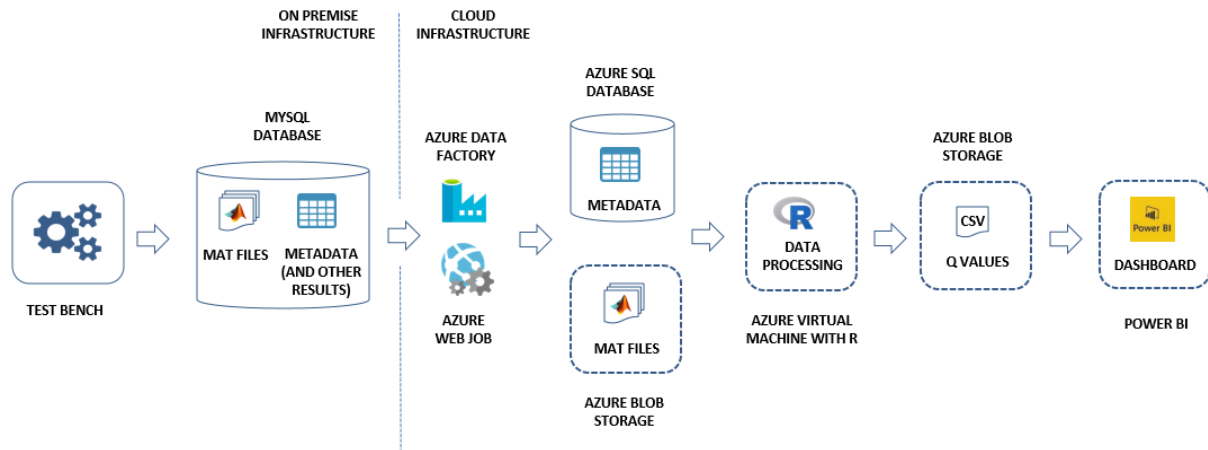 ON PREMISE
INFRASTRUCTURE
CLOUD
INFRASTRUCTURE
TEST BENCH
MYSQL
DATABASE
MAT FILES
METADATA
(AND OTHER
RESULTS)
AZURE DATA
FACTORY
AZURE
WEB JOB
AZURE SQL
DATABASE
METADATA
MAT FILES
AZURE BLOB
STORAGE
R
DATA
PROCESSING
AZURE VIRTUAL
MACHINE WITH R
AZURE BLOB
STORAGE
CSV
Q VALUES
Power BI
DASHBOARD
POWER BI